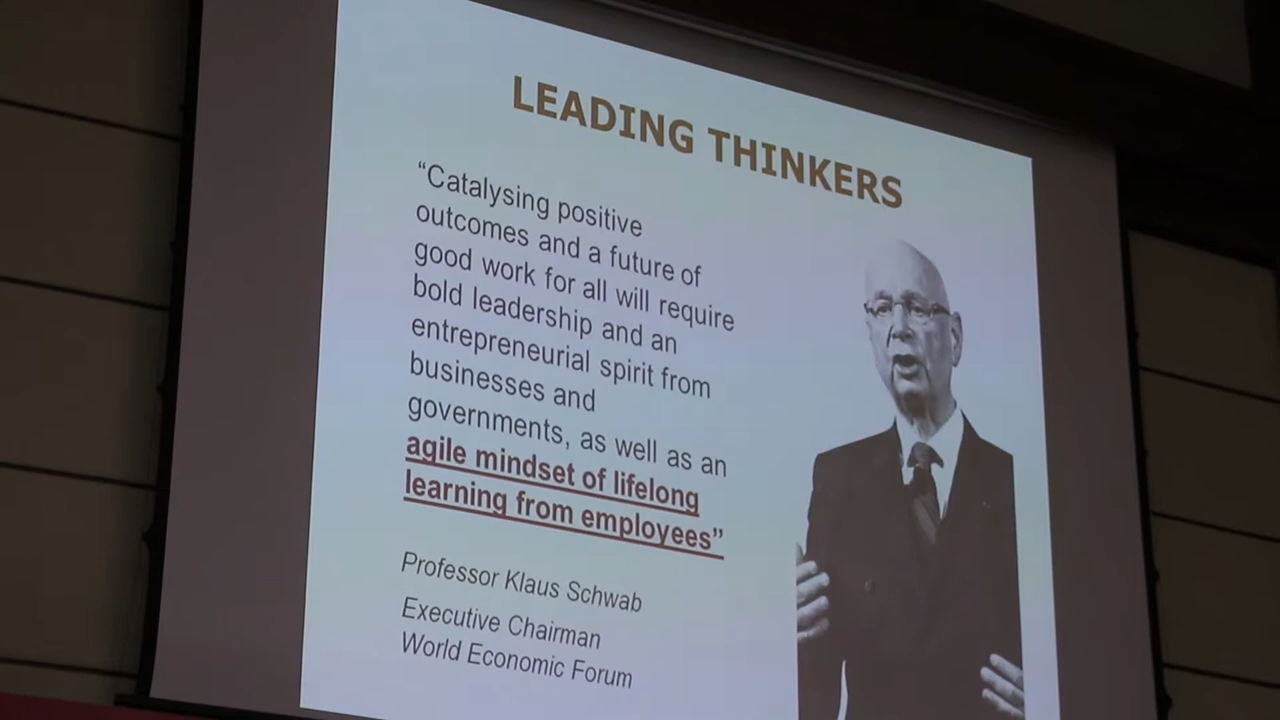 LEADING THINKERS
“Catalysing positive
outcomes and a future of
good work for all will require
bold leadership and an
entrepreneurial spirit from
businesses and
governments, as well as an
agile mindset of lifelong
learning from employees”
Professor Klaus Schwab
Executive Chairman
World Economic Forum